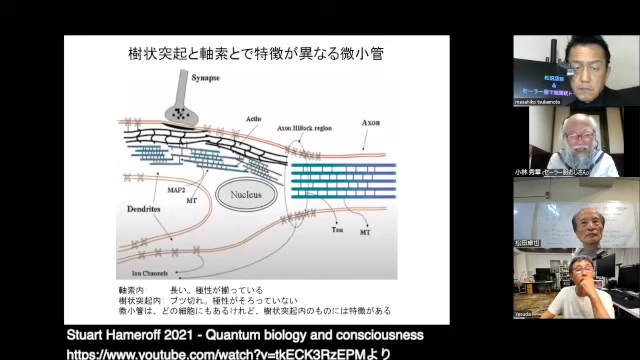 樹状突起と軸索とで特徴が異なる微小管
Synapse
Actin
Axon Hillock region
Axon
MAP2
MT
Nucleus
Dendrites
Tau
MT
Ion Channels
軸索内: 長い。極性が揃っている
樹状突起内: ブツ切れ。極性がそろっていない
微小管は、どの細胞にもあるけれど、樹状突起内のものには特徴がある
Stuart Hameroff 2021 - Quantum biology and consciousness
https://www.youtube.com/watch?v=tkECK3RzEPMより
masahiko tsukamoto
小林 秀章 (セーラー服おじさん)
松田卓也
Yasuda